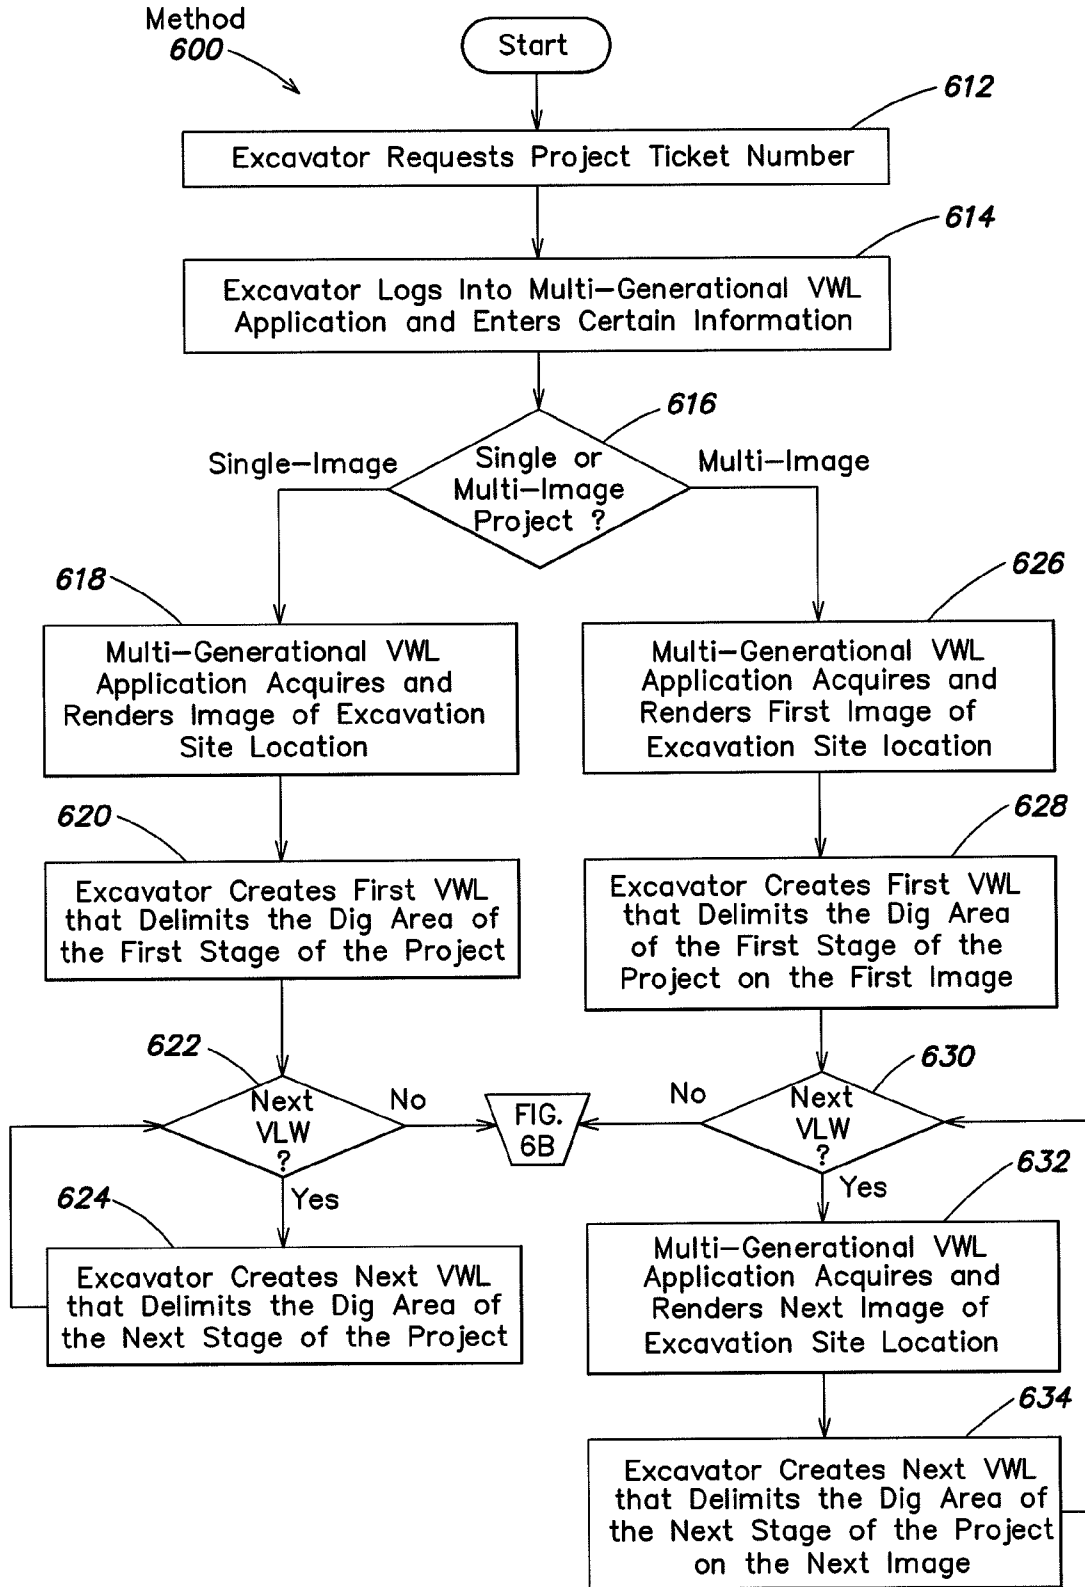 Method
600
Start
612
Excavator Requests Project Ticket Number
614
Excavator Logs Into Multi-Generational VWL
Application and Enters Certain Information
616
Single-Image
Single or
Multi-Image
Project ?
Multi-Image
618
Multi-Generational VWL
Application Acquires and
Renders Image of Excavation
Site Location
626
Multi-Generational VWL
Application Acquires and
Renders First Image of
Excavation Site location
620
Excavator Creates First VWL
that Delimits the Dig Area of
the First Stage of the Project
628
Excavator Creates First VWL
that Delimits the Dig Area
of the First Stage of the
Project on the First Image
622
Next
VLW
?
No
Yes
FIG.
6B
630
No
Next
VLW
?
Yes
624
Excavator Creates Next VWL
that Delimits the Dig Area of
the Next Stage of the Project
632
Multi-Generational VWL
Application Acquires and
Renders Next Image of
Excavation Site Location
634
Excavator Creates Next VWL
that Delimits the Dig Area of
the Next Stage of the Project
on the Next Image